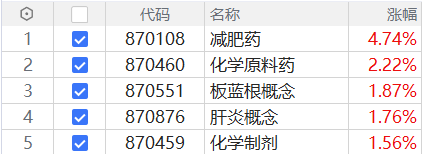 代码 名称 涨幅
1 870108 减肥药 4.74%
2 870460 化学原料药 2.22%
3 870551 板蓝根概念 1.87%
4 870876 肝炎概念 1.76%
5 870459 化学制剂 1.56%